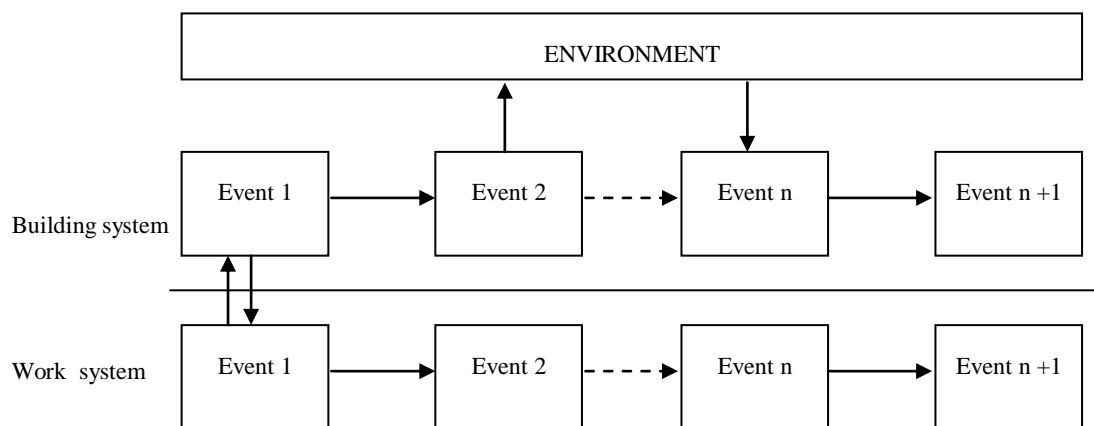 ENVIRONMENT
Event 1
Event 2
Event n
Event n +1
Building system
Event 1
Event 2
Event n
Event n +1
Work system